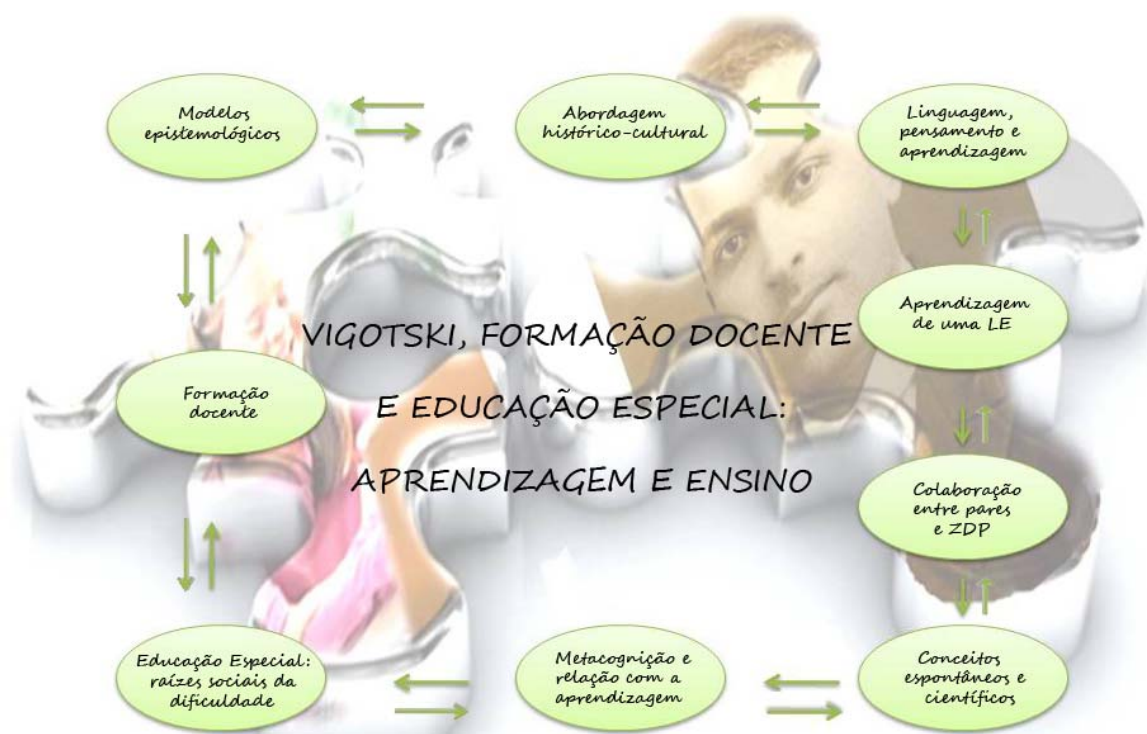 Modelos
epistemológicos
Abordagem
histórico-cultural
Linguagem,
pensamento e
aprendizagem
Aprendizagem
de uma LE
VIGOTSKI, FORMAÇÃO DOCENTE
E EDUCAÇÃO ESPECIAL:
APRENDIZAGEM E ENSINO
Formação
docente
Colaboração
entre pares
e ZDP
Educação Especial:
raízes sociais da
dificuldade
Metacognição e
relação com a
aprendizagem
Conceitos
espontâneos e
científicos